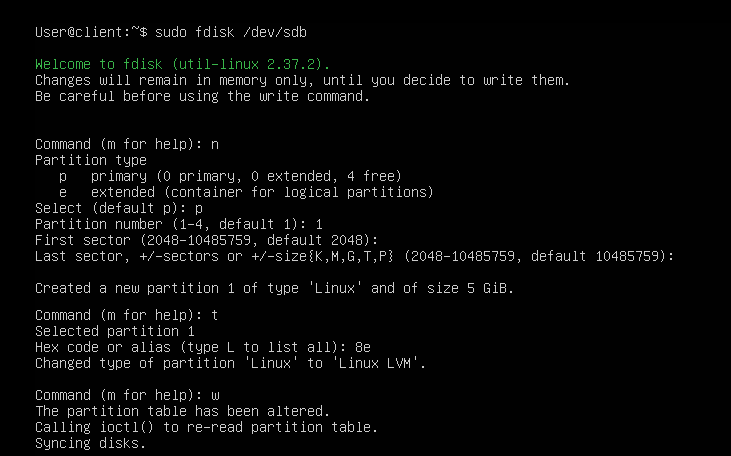 User@client:~$ sudo fdisk /dev/sdb
Welcome to fdisk (util-linux 2.37.2).
Changes will remain in memory only, until you decide to write them.
Be careful before using the write command.
Command (m for help): n
Partition type
   p   primary (0 primary, 0 extended, 4 free)
   e   extended (container for logical partitions)
Select (default p): p
Partition number (1-4, default 1): 1
First sector (2048-10485759, default 2048):
Last sector, +/-sectors or +/-size{K,M,G,T,P} (2048-10485759, default 10485759):
Created a new partition 1 of type 'Linux' and of size 5 GiB.
Command (m for help): t
Selected partition 1
Hex code or alias (type L to list all): 8e
Changed type of partition 'Linux' to 'Linux LVM'.
Command (m for help): w
The partition table has been altered.
Calling ioctl() to re-read partition table.
Syncing disks.